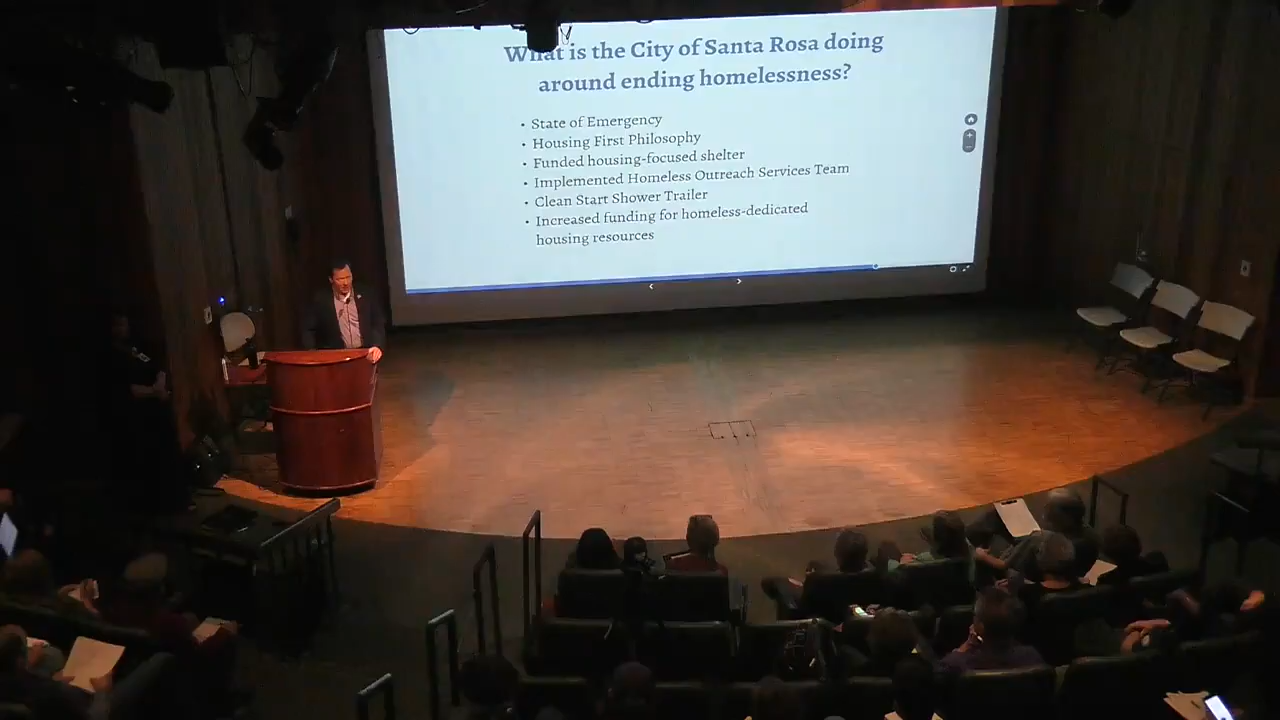 What is the City of Santa Rosa doing
around ending homelessness?
• State of Emergency
• Housing First Philosophy
• Funded housing-focused shelter
• Implemented Homeless Outreach Services Team
• Clean Start Shower Trailer
• Increased funding for homeless-dedicated
housing resources